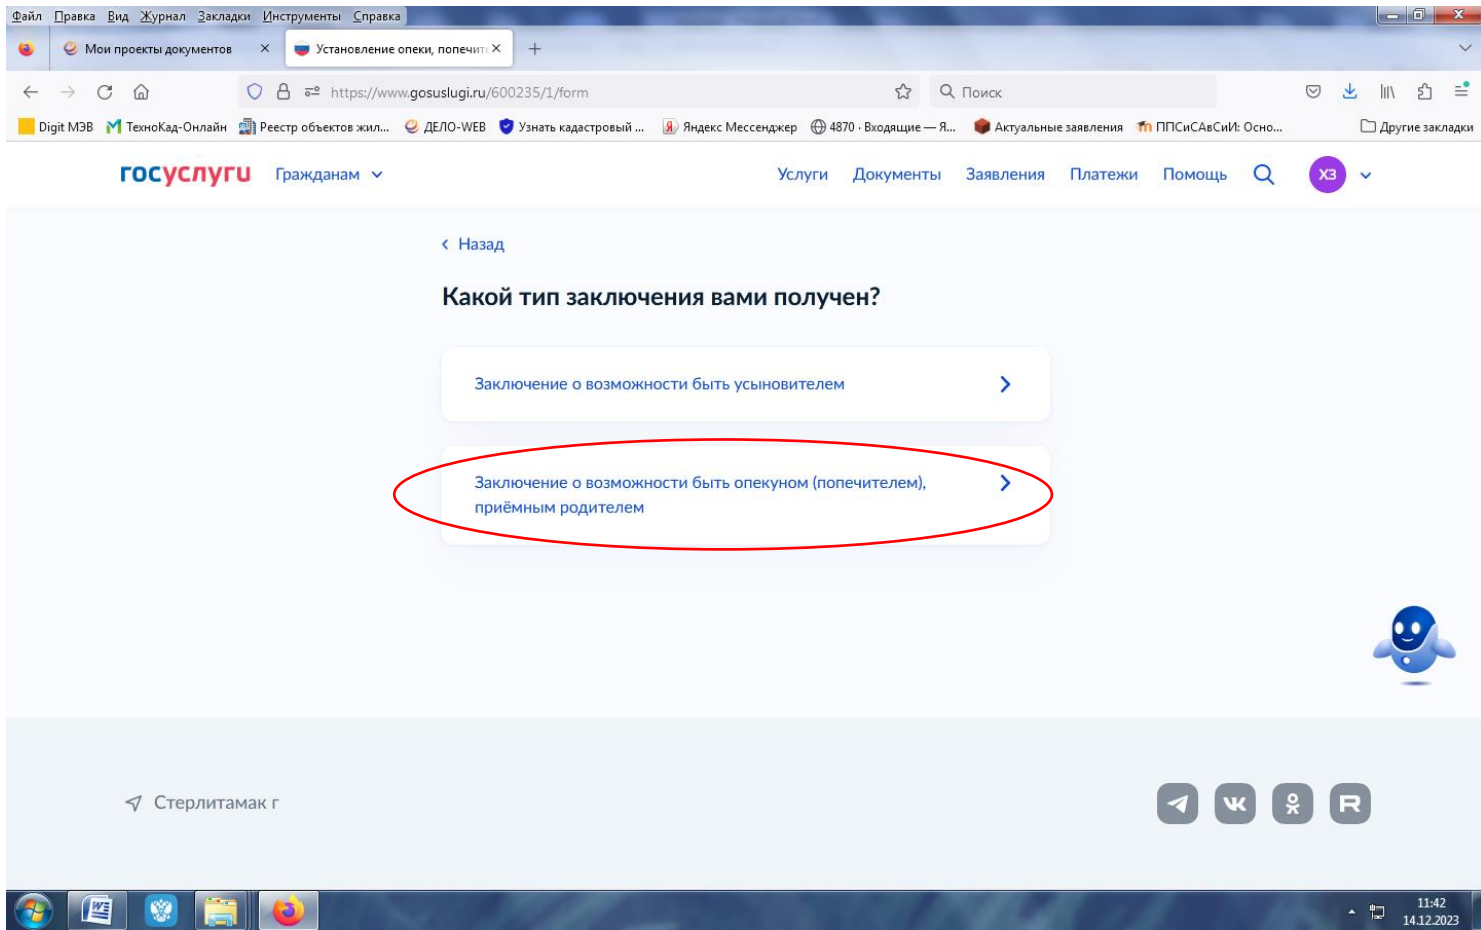 Файл Правка Вид Журнал Закладки Инструменты Справка
Мои проекты документов
Установление опеки, попечит
https://www.gosuslugi.ru/600235/1/form
Поиск
Digit МЭВ ТехноКад-Онлайн Реестр объектов жил... ДЕЛО-WEB Узнать кадастровый ... Яндекс Мессенджер 4870 · Входящие — Я... Актуальные заявления ППСиСАвСиИ: Осно... Другие закладки
госуслуги Гражданам Услуги Документы Заявления Платежи Помощь ХЗ
Назад
Какой тип заключения вами получен?
Заключение о возможности быть усыновителем
Заключение о возможности быть опекуном (попечителем),
приёмным родителем
Стерлитамак г
11:42
14.12.2023